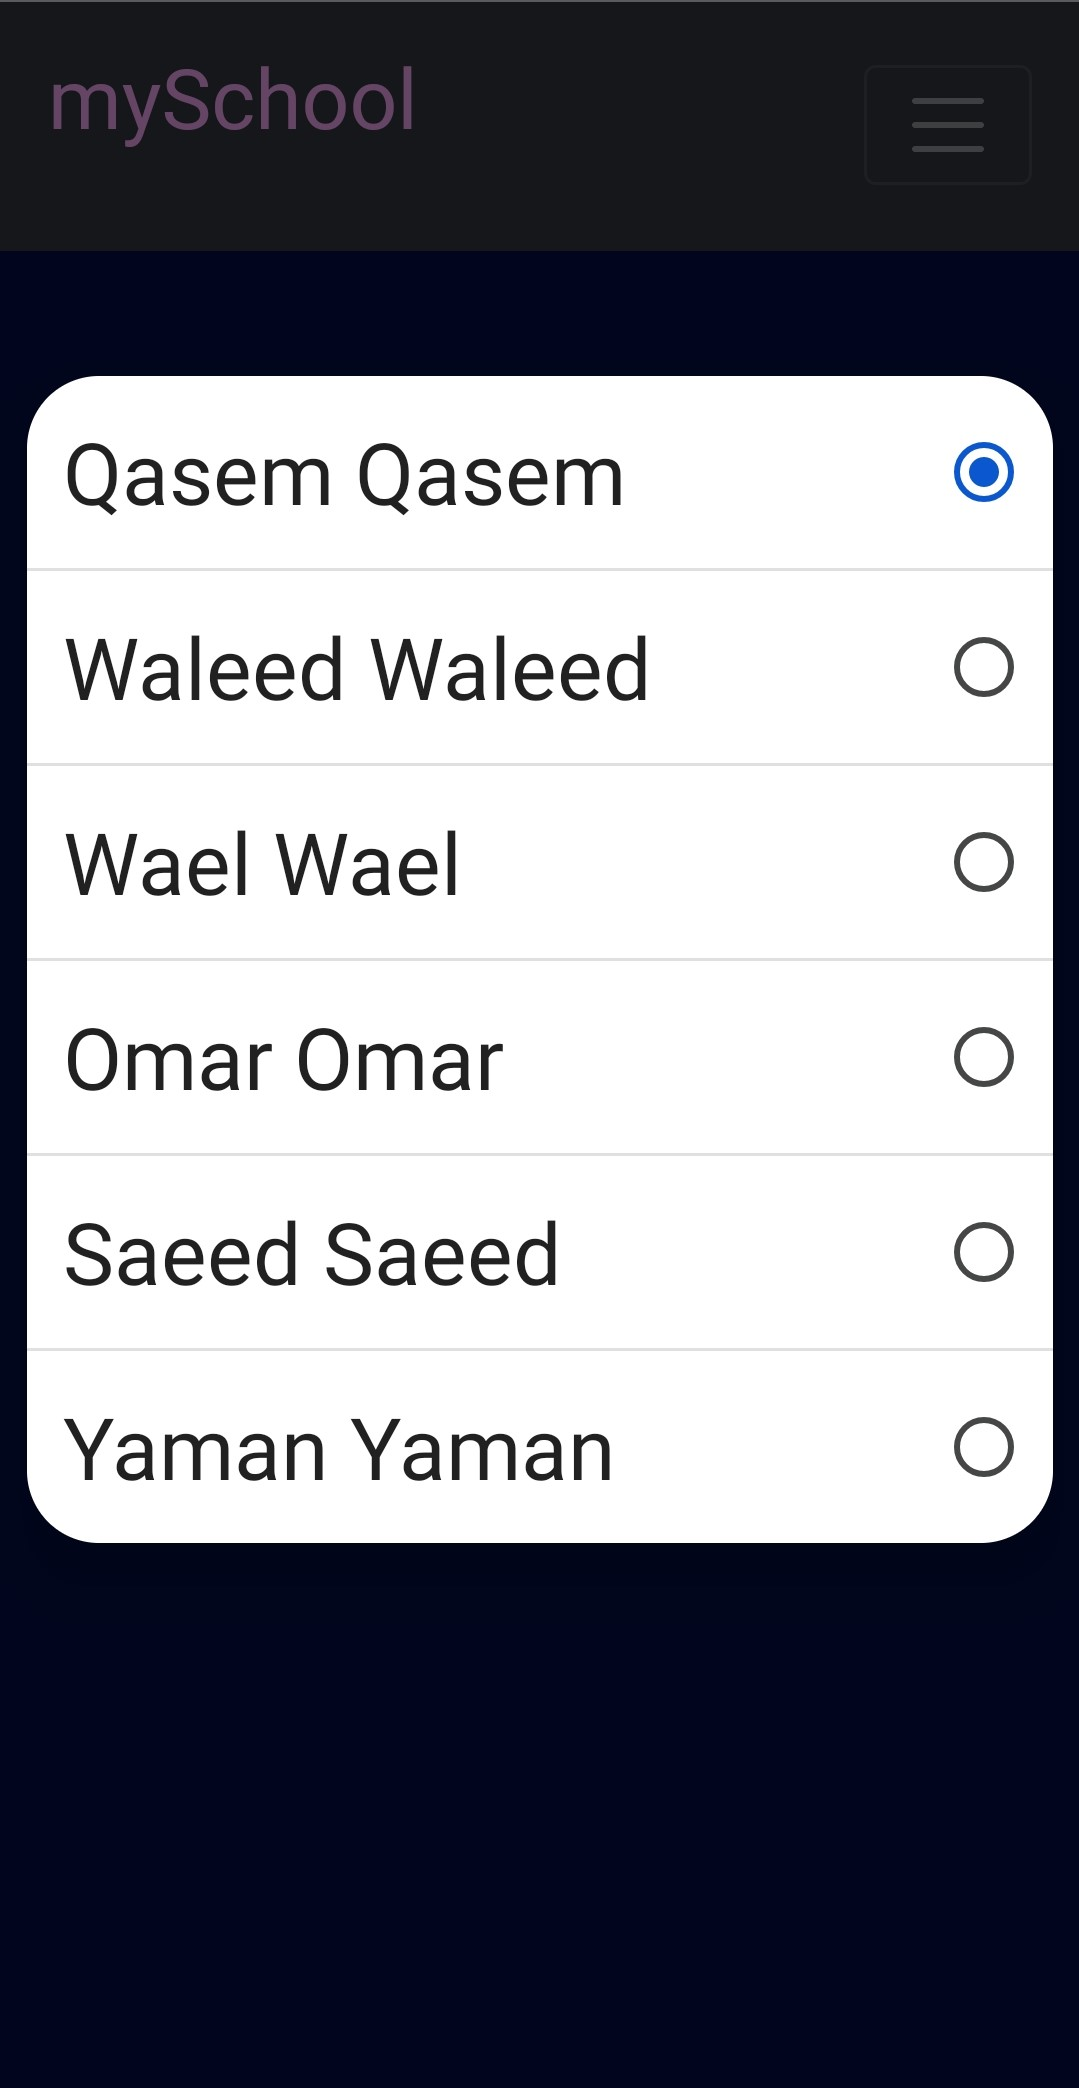 mySchool
Qasem Qasem
Waleed Waleed
Wael Wael
Omar Omar
Saeed Saeed
Yaman Yaman